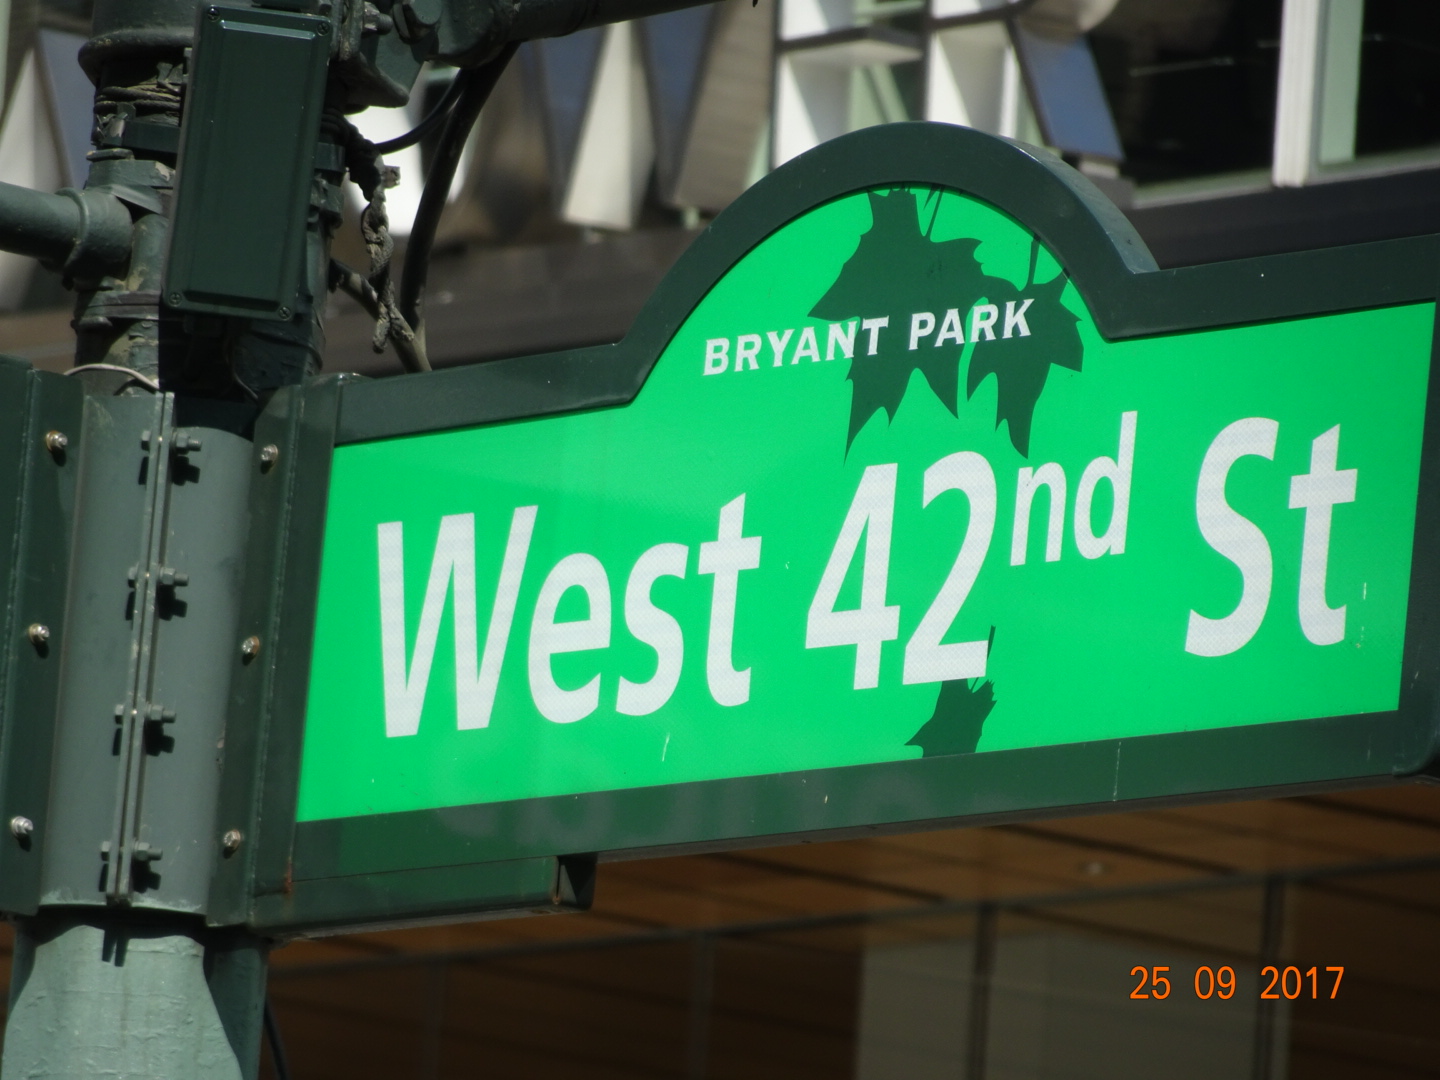 BRYANT PARK
West 42nd St
25 09 2017